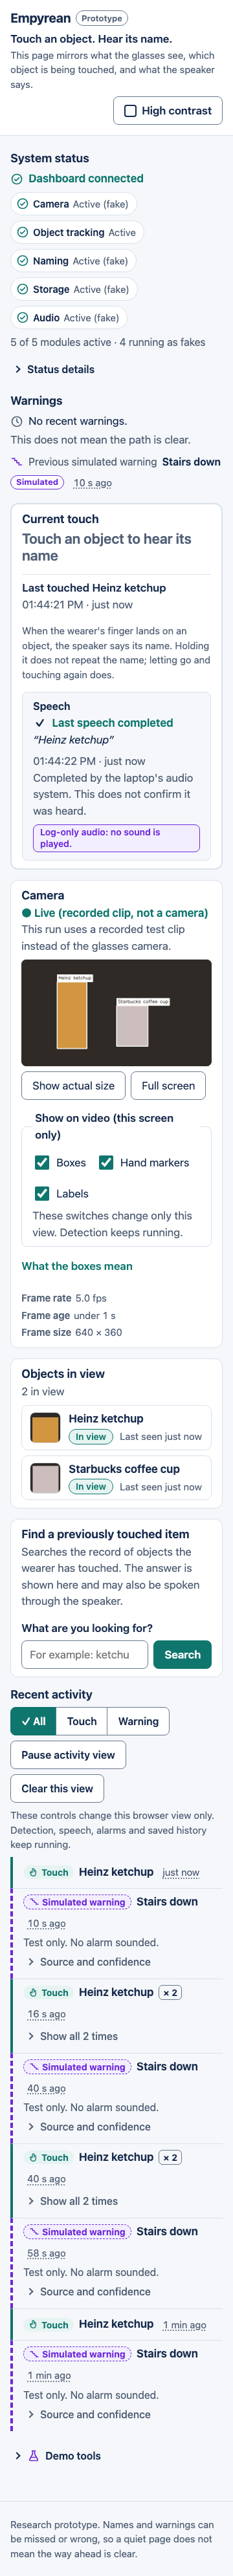 Empyrean Prototype
Touch an object. Hear its name.
This page mirrors what the glasses see, which
object is being touched, and what the speaker
says.
High contrast
System status
Dashboard connected
Camera Active (fake)
Object tracking Active
Naming Active (fake)
Storage Active (fake)
Audio Active (fake)
5 of 5 modules active · 4 running as fakes
Status details
Warnings
No recent warnings.
This does not mean the path is clear.
Previous simulated warning Stairs down
Simulated 10 s ago
Current touch
Touch an object to hear its
name
Last touched Heinz ketchup
01:44:21 PM · just now
When the wearer's finger lands on an
object, the speaker says its name. Holding
it does not repeat the name; letting go and
touching again does.
Speech
Last speech completed
“Heinz ketchup”
01:44:22 PM · just now
Completed by the laptop's audio
system. This does not confirm it
was heard.
Log-only audio: no sound is
played.
Camera
Live (recorded clip, not a camera)
This run uses a recorded test clip
instead of the glasses camera.
Heinz ketchup
Starbucks coffee cup
Show actual size Full screen
Show on video (this screen
only)
Boxes Hand markers
Labels
These switches change only this
view. Detection keeps running.
What the boxes mean
Frame rate 5.0 fps
Frame age under 1 s
Frame size 640 × 360
Objects in view
2 in view
Heinz ketchup
In view Last seen just now
Starbucks coffee cup
In view Last seen just now
Find a previously touched item
Searches the record of objects the
wearer has touched. The answer is
shown here and may also be spoken
through the speaker.
What are you looking for?
For example: ketchu Search
Recent activity
All Touch Warning
Pause activity view
Clear this view
These controls change this browser view only.
Detection, speech, alarms and saved history
keep running.
Touch Heinz ketchup just now
Simulated warning Stairs down
10 s ago
Test only. No alarm sounded.
Source and confidence
Touch Heinz ketchup × 2
16 s ago
Show all 2 times
Simulated warning Stairs down
40 s ago
Test only. No alarm sounded.
Source and confidence
Touch Heinz ketchup × 2
40 s ago
Show all 2 times
Simulated warning Stairs down
58 s ago
Test only. No alarm sounded.
Source and confidence
Touch Heinz ketchup 1 min ago
Simulated warning Stairs down
1 min ago
Test only. No alarm sounded.
Source and confidence
Demo tools
Research prototype. Names and warnings can
be missed or wrong, so a quiet page does not
mean the way ahead is clear.